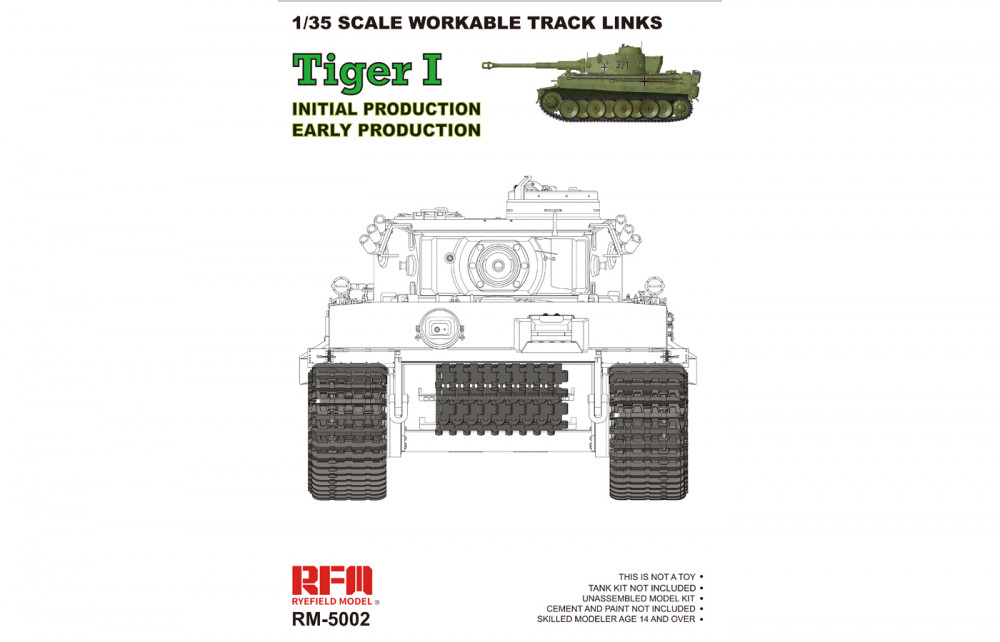 1/35 SCALE WORKABLE TRACK LINKS
Tiger I
321
INITIAL PRODUCTION
EARLY PRODUCTION
RFM
RYEFIELD MODEL ®
RM-5002
THIS IS NOT A TOY •
TANK KIT NOT INCLUDED •
UNASSEMBLED MODEL KIT •
CEMENT AND PAINT NOT INCLUDED •
SKILLED MODELER AGE 14 AND OVER •